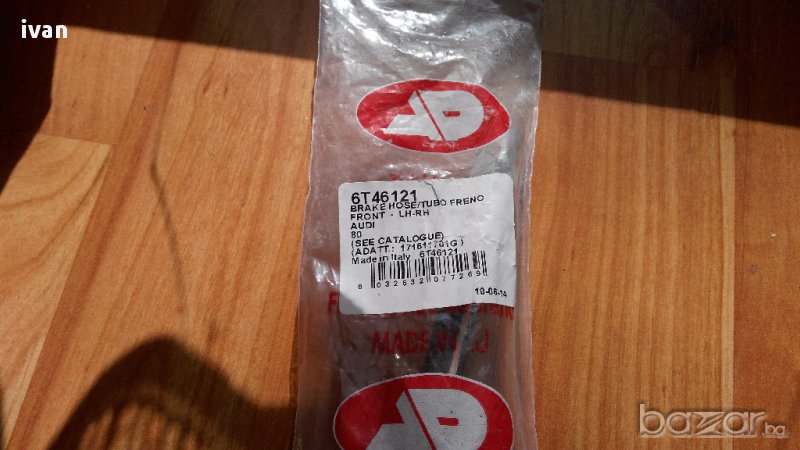 ivan
6T46121
BRAKE HOSE/TUBO FRENO
FRONT - LH-RH
AUDI
80
(SEE CATALOGUE)
(ADATT.: 171611701G )
Made in Italy 6T46121
8 032532 077269
10-06-14
MADE IN
bazar.bg